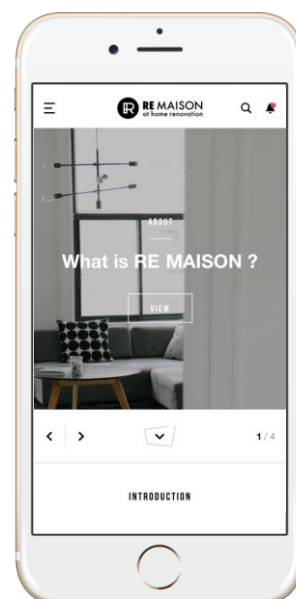 RE MAISON
at home renovation
ABOUT
What is RE MAISON ?
VIEW
1 / 4
INTRODUCTION